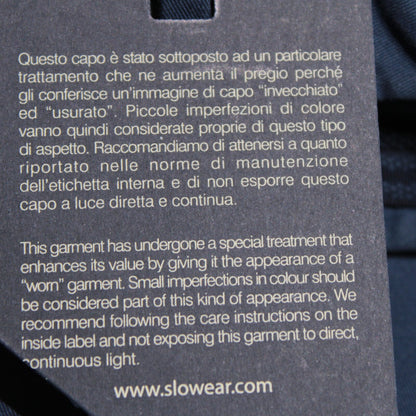 Questo capo è stato sottoposto ad un particolare
trattamento che ne aumenta il pregio perché
gli conferisce un'immagine di capo "invecchiato"
ed "usurato". Piccole imperfezioni di colore
vanno quindi considerate proprie di questo tipo
di aspetto. Raccomandiamo di attenersi a quanto
riportato nelle norme di manutenzione
dell'etichetta interna e di non esporre questo
capo a luce diretta e continua.
This garment has undergone a special treatment that
enhances its value by giving it the appearance of a
"worn" garment. Small imperfections in colour should
be considered part of this kind of appearance. We
recommend following the care instructions on the
inside label and not exposing this garment to direct,
continuous light.
www.slowear.com